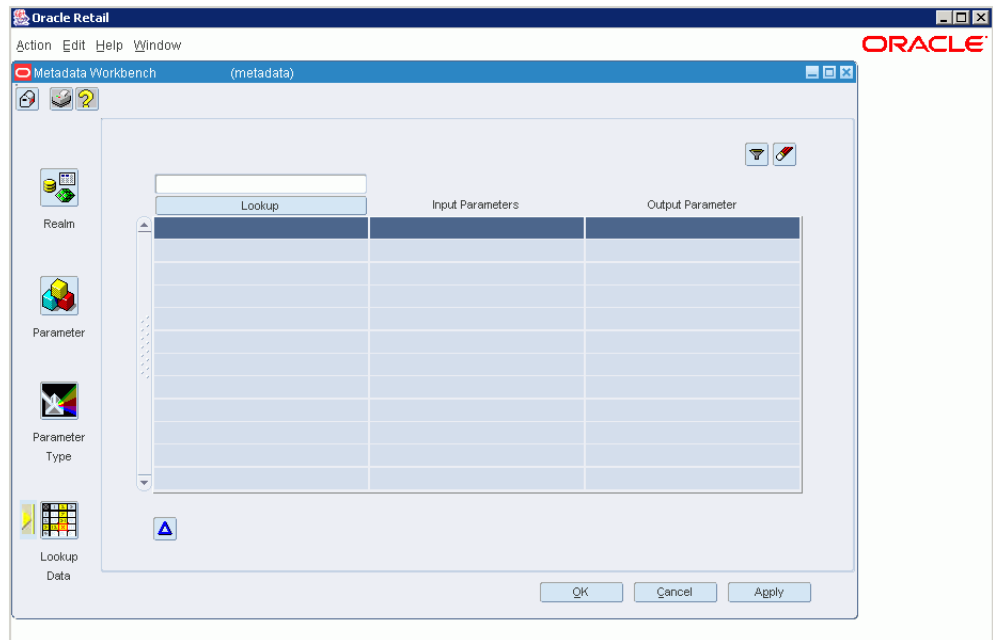 Oracle Retail
Action Edit Help Window
ORACLE
Metadata Workbench (metadata)
Lookup Input Parameters Output Parameter
Realm
Parameter
Parameter
Type
Lookup
Data
OK Cancel Apply